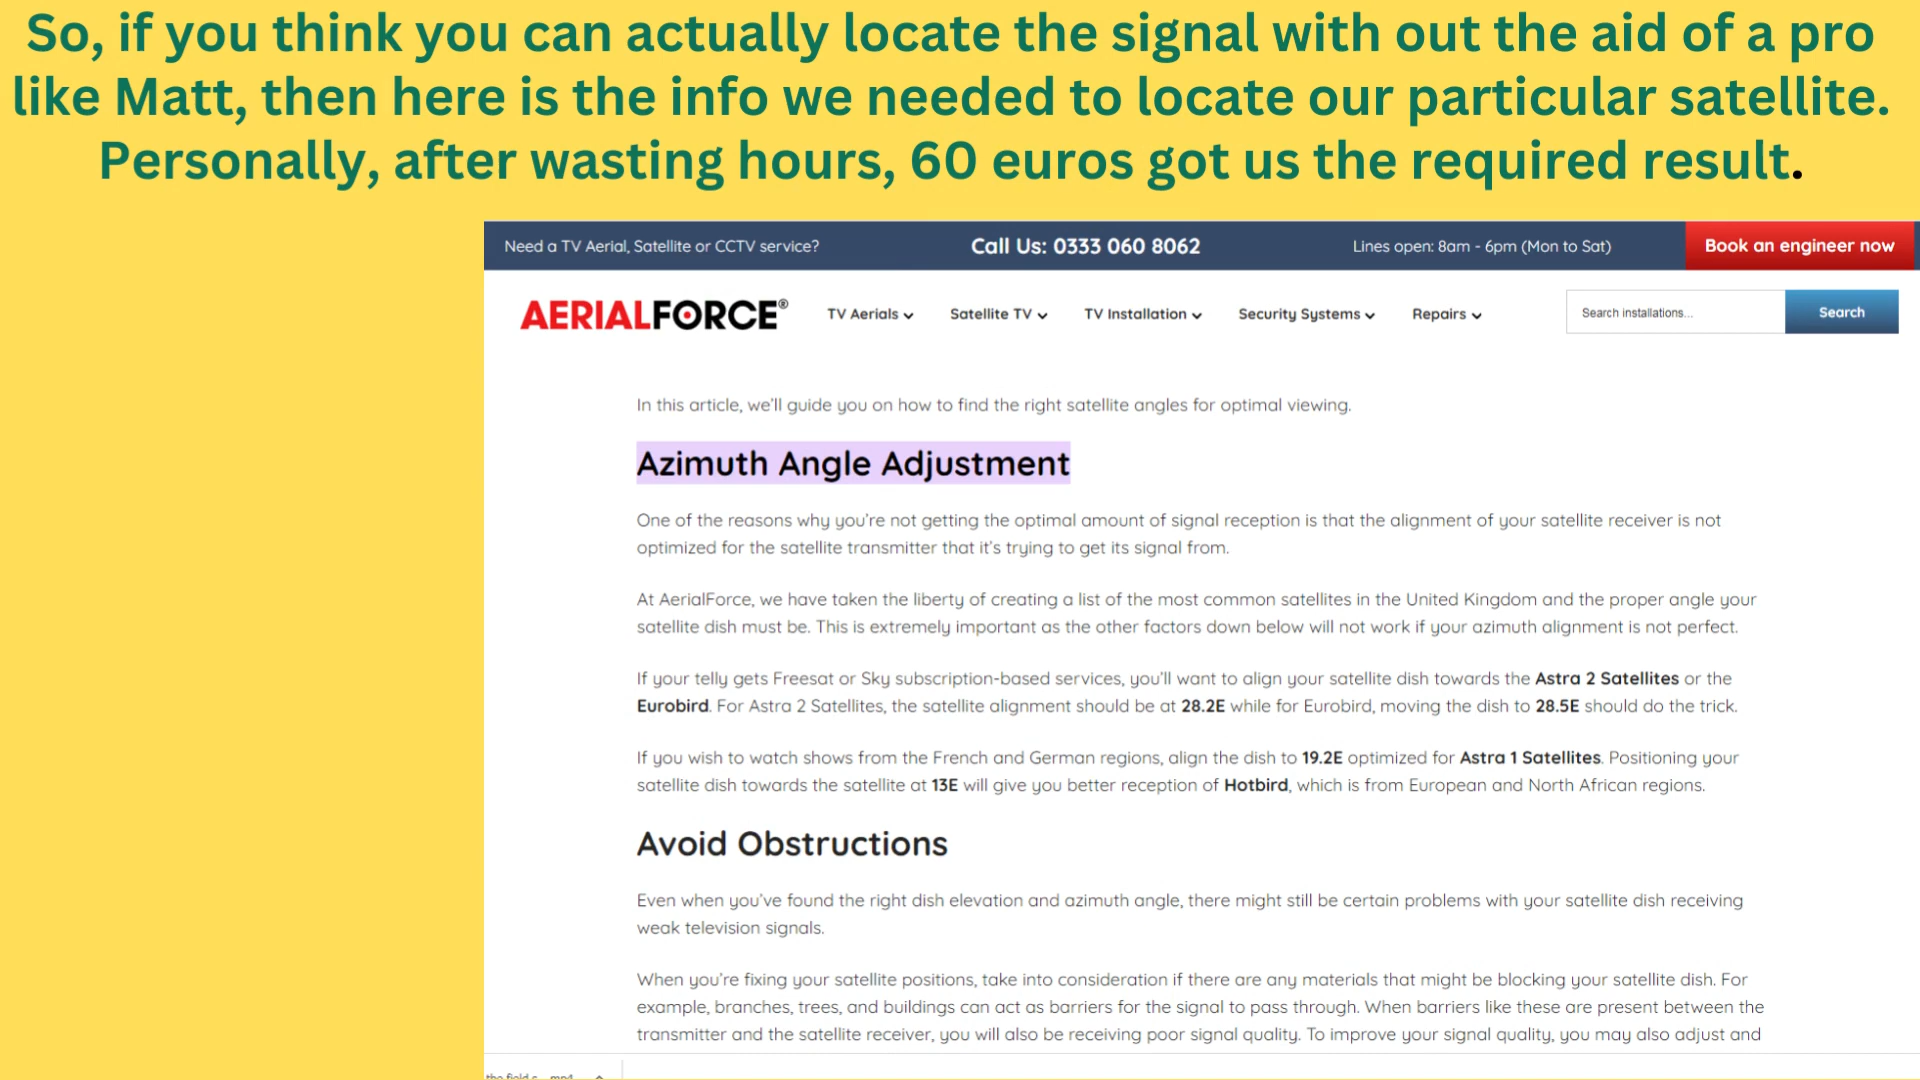 So, if you think you can actually locate the signal with out the aid of a pro
like Matt, then here is the info we needed to locate our particular satellite.
Personally, after wasting hours, 60 euros got us the required result.
Need a TV Aerial, Satellite or CCTV service?
Call Us: 0333 060 8062
Lines open: 8am - 6pm (Mon to Sat)
Book an engineer now
AERIALFORCE®
TV Aerials
Satellite TV
TV Installation
Security Systems
Repairs
Search installations...
Search
In this article, we'll guide you on how to find the right satellite angles for optimal viewing.
Azimuth Angle Adjustment
One of the reasons why you're not getting the optimal amount of signal reception is that the alignment of your satellite receiver is not
optimized for the satellite transmitter that it's trying to get its signal from.
At AerialForce, we have taken the liberty of creating a list of the most common satellites in the United Kingdom and the proper angle your
satellite dish must be. This is extremely important as the other factors down below will not work if your azimuth alignment is not perfect.
If your telly gets Freesat or Sky subscription-based services, you'll want to align your satellite dish towards the Astra 2 Satellites or the
Eurobird. For Astra 2 Satellites, the satellite alignment should be at 28.2E while for Eurobird, moving the dish to 28.5E should do the trick.
If you wish to watch shows from the French and German regions, align the dish to 19.2E optimized for Astra 1 Satellites. Positioning your
satellite dish towards the satellite at 13E will give you better reception of Hotbird, which is from European and North African regions.
Avoid Obstructions
Even when you've found the right dish elevation and azimuth angle, there might still be certain problems with your satellite dish receiving
weak television signals.
When you're fixing your satellite positions, take into consideration if there are any materials that might be blocking your satellite dish. For
example, branches, trees, and buildings can act as barriers for the signal to pass through. When barriers like these are present between the
transmitter and the satellite receiver, you will also be receiving poor signal quality. To improve your signal quality, you may also adjust and